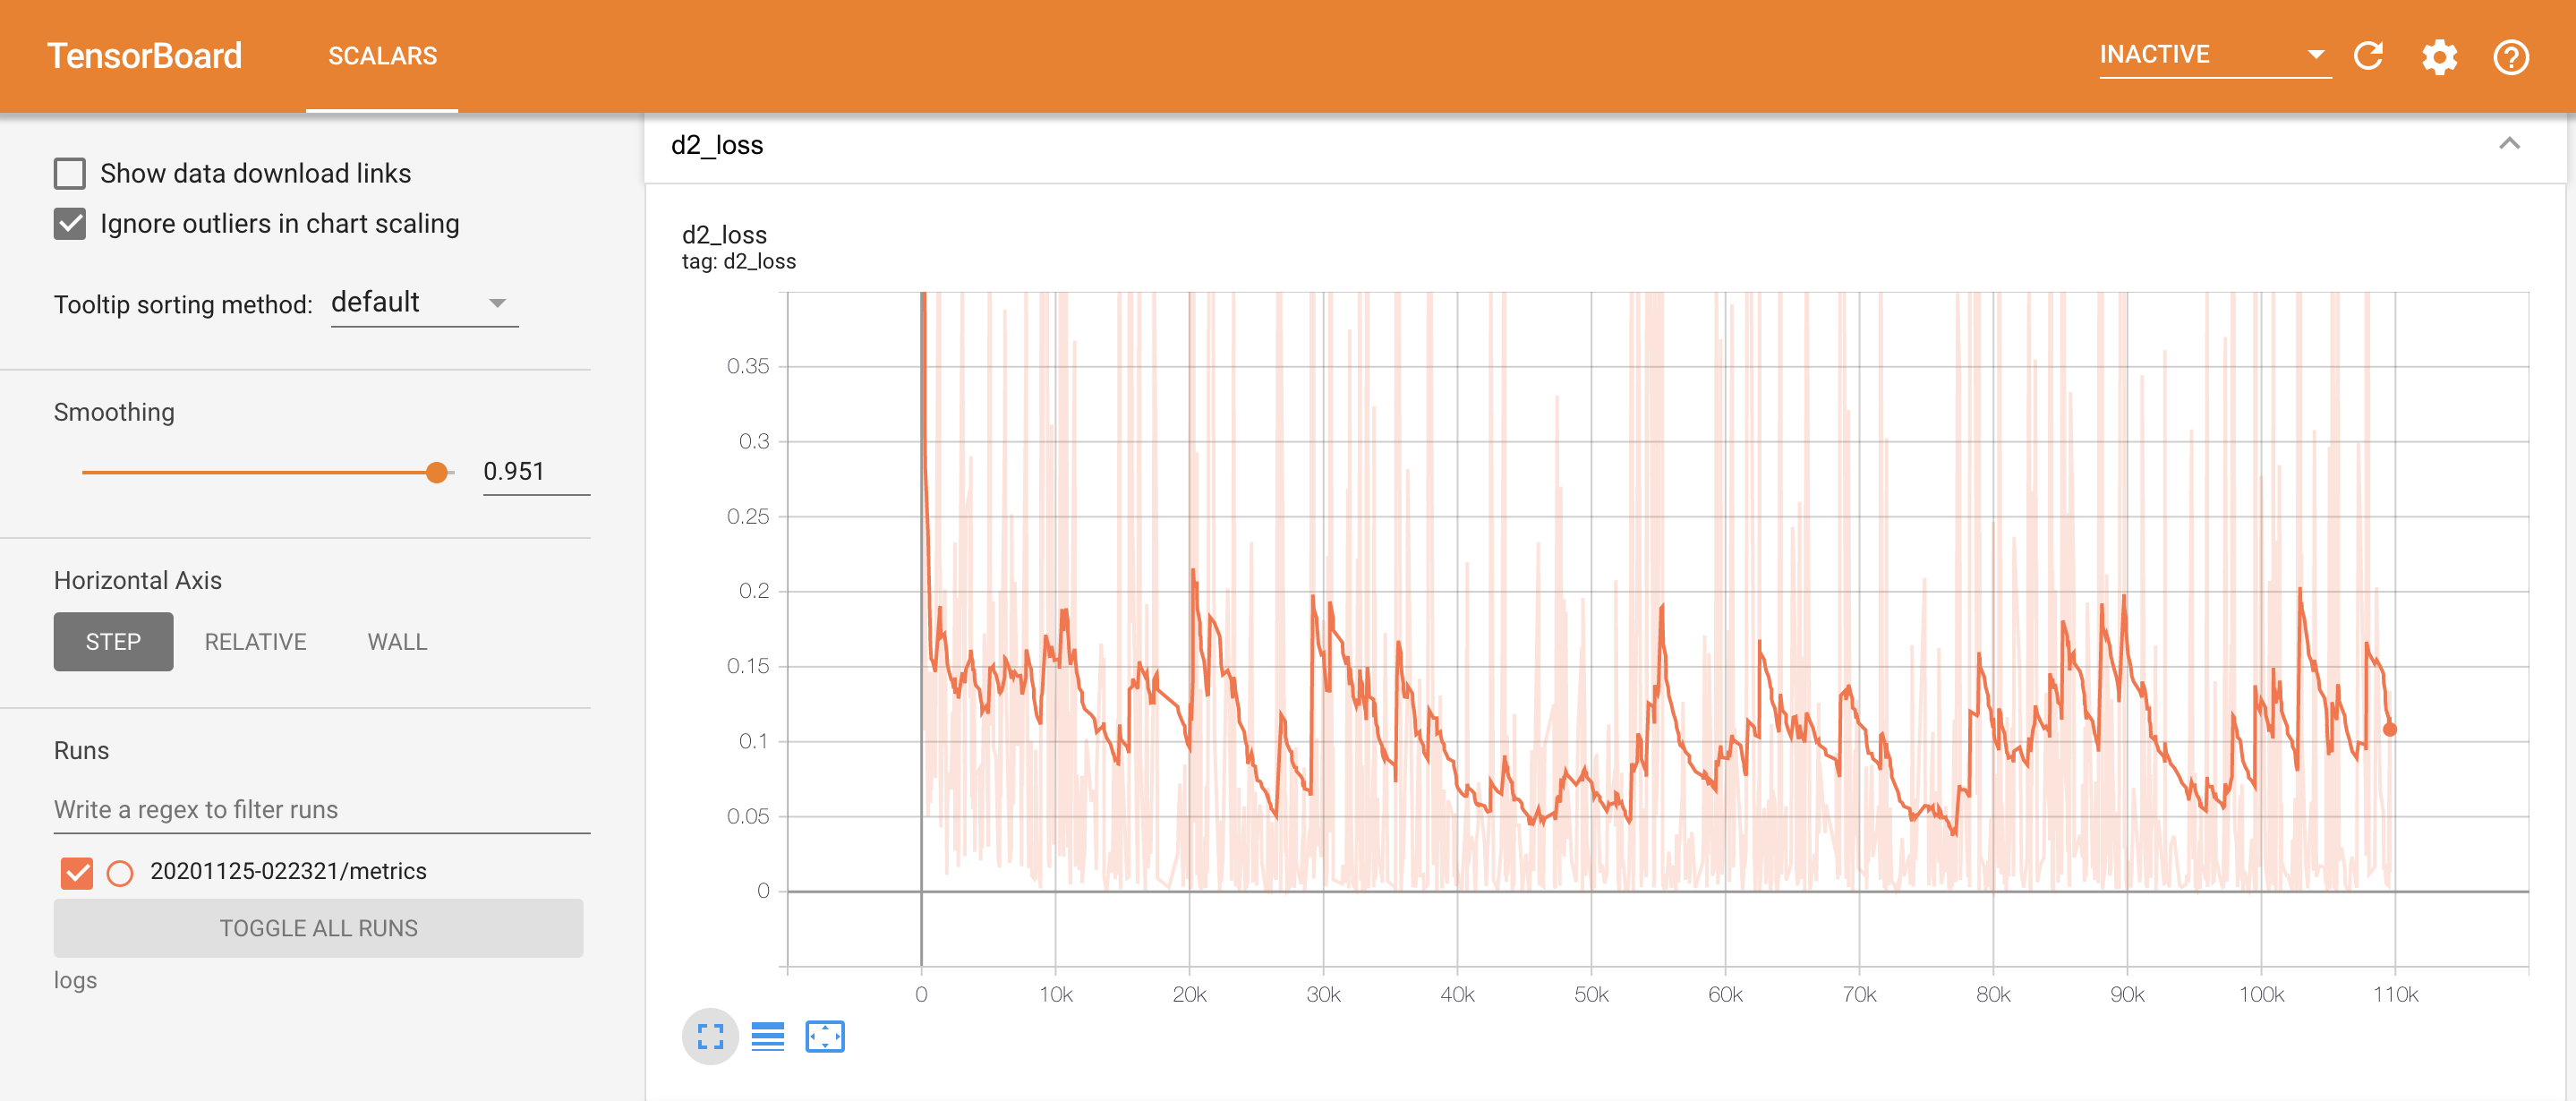 TensorBoard
SCALARS
INACTIVE
Show data download links
Ignore outliers in chart scaling
Tooltip sorting method: default
Smoothing
0.951
Horizontal Axis
STEP RELATIVE WALL
Runs
Write a regex to filter runs
20201125-022321/metrics
TOGGLE ALL RUNS
logs
d2_loss
d2_loss
tag: d2_loss
0.35
0.3
0.25
0.2
0.15
0.1
0.05
0
0 10k 20k 30k 40k 50k 60k 70k 80k 90k 100k 110k